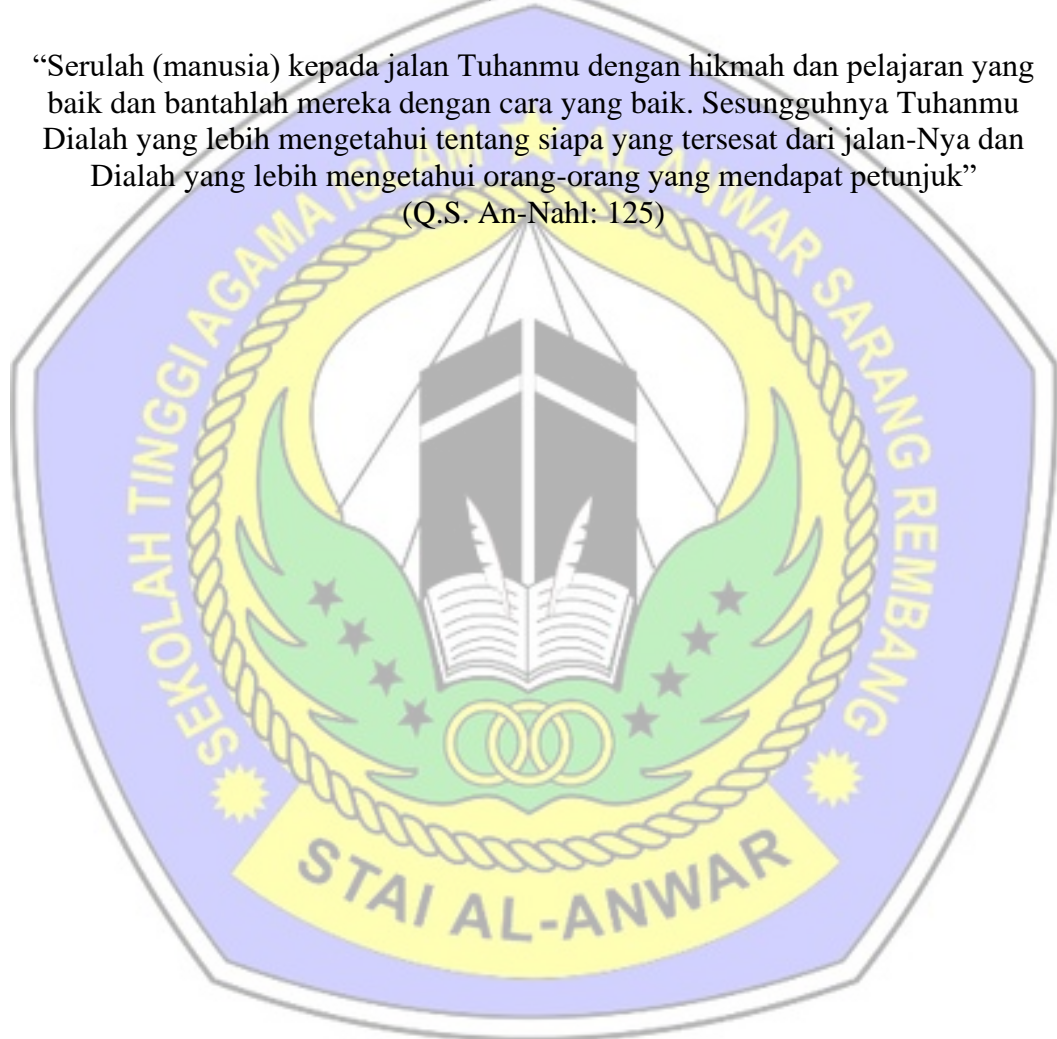 “Serulah (manusia) kepada jalan Tuhanmu dengan hikmah dan pelajaran yang
baik dan bantahlah mereka dengan cara yang baik. Sesungguhnya Tuhanmu
Dialah yang lebih mengetahui tentang siapa yang tersesat dari jalan-Nya dan
Dialah yang lebih mengetahui orang-orang yang mendapat petunjuk”
(Q.S. An-Nahl: 125)
SEKOLAH TINGGI AGAMA ISLAM ★ AL ANWAR SARANG REMBANG
STAI AL-ANWAR